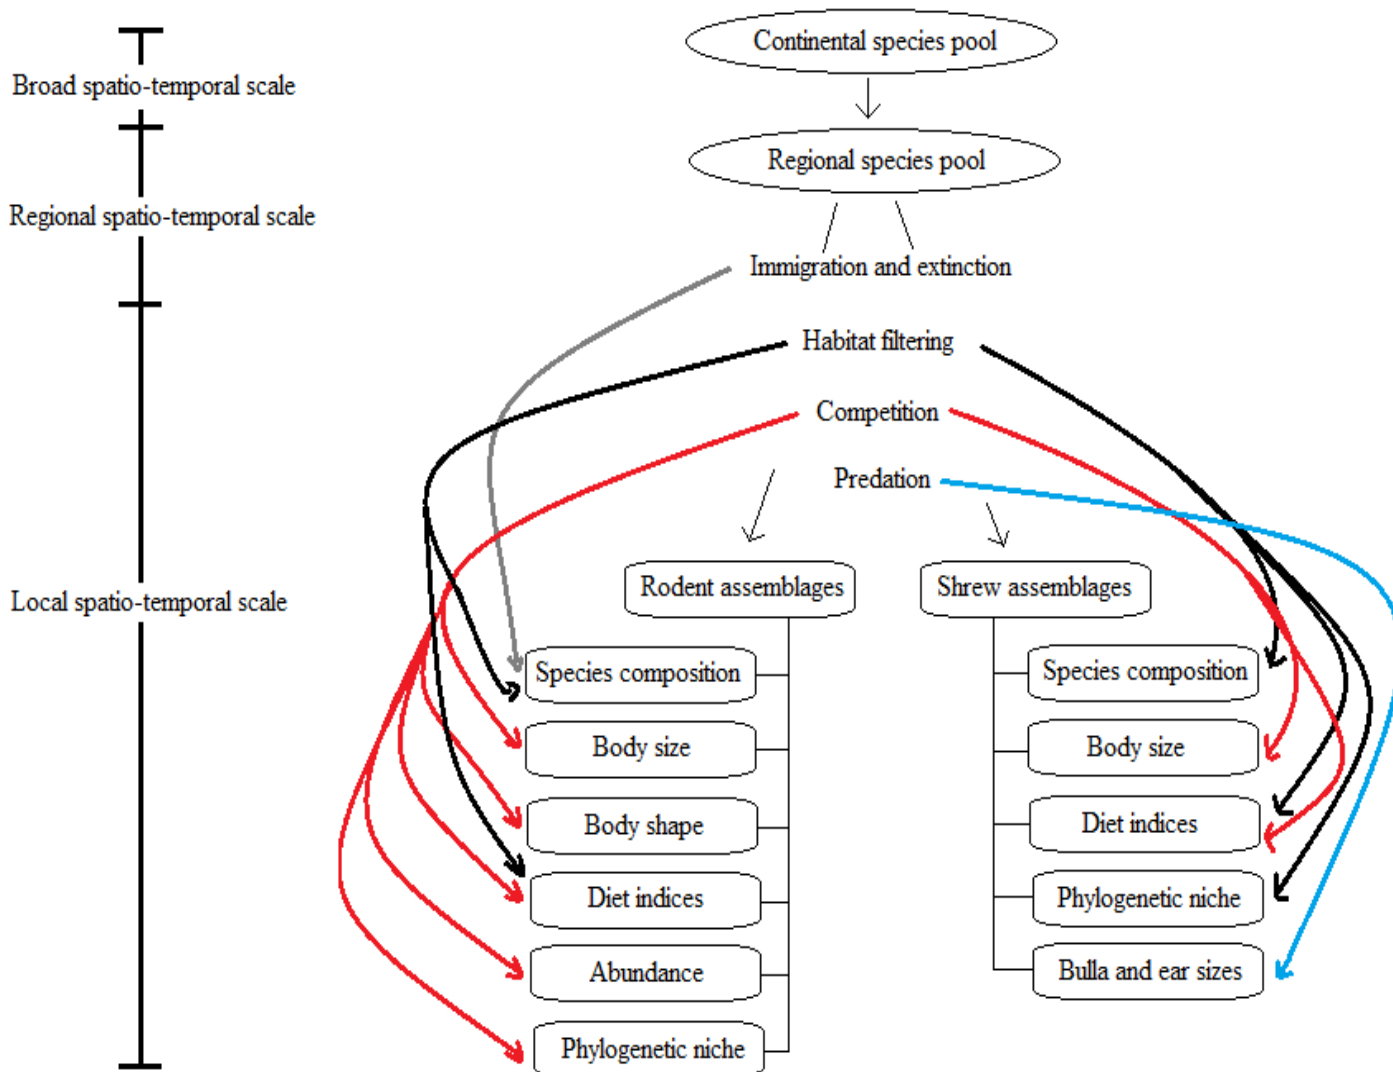 Continental species pool
Broad spatio-temporal scale
Regional species pool
Regional spatio-temporal scale
Immigration and extinction
Habitat filtering
Competition
Predation
Local spatio-temporal scale
Rodent assemblages
Species composition
Body size
Body shape
Diet indices
Abundance
Phylogenetic niche
Shrew assemblages
Species composition
Body size
Diet indices
Phylogenetic niche
Bulla and ear sizes